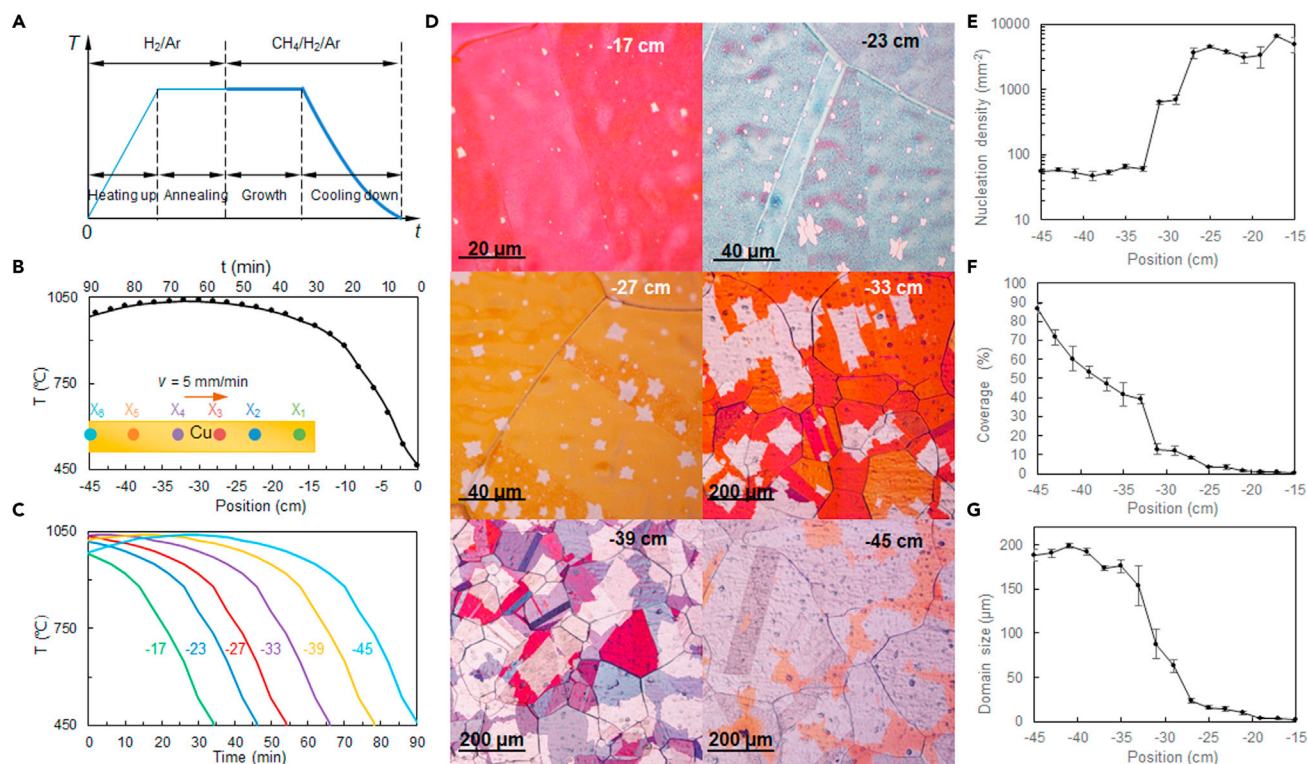 A
T
H2/Ar
CH4/H2/Ar
Heating up
Annealing
Growth
Cooling down
0
t
B
t (min)
90 80 70 60 50 40 30 20 10 0
1050
750
450
T (ºC)
v = 5 mm/min
X6 X5 X4 X3 X2 X1
Cu
-45 -40 -35 -30 -25 -20 -15 -10 -5 0
Position (cm)
C
1050
750
450
T (ºC)
-17 -23 -27 -33 -39 -45
0 10 20 30 40 50 60 70 80 90
Time (min)
D
-17 cm
20 µm
-23 cm
40 µm
-27 cm
40 µm
-33 cm
200 µm
-39 cm
200 µm
-45 cm
200 µm
E
Nucleation density (mm-2)
10000
1000
100
10
-45 -40 -35 -30 -25 -20 -15
Position (cm)
F
Coverage (%)
100
90
80
70
60
50
40
30
20
10
0
-45 -40 -35 -30 -25 -20 -15
Position (cm)
G
Domain size (µm)
200
150
100
50
0
-45 -40 -35 -30 -25 -20 -15
Position (cm)